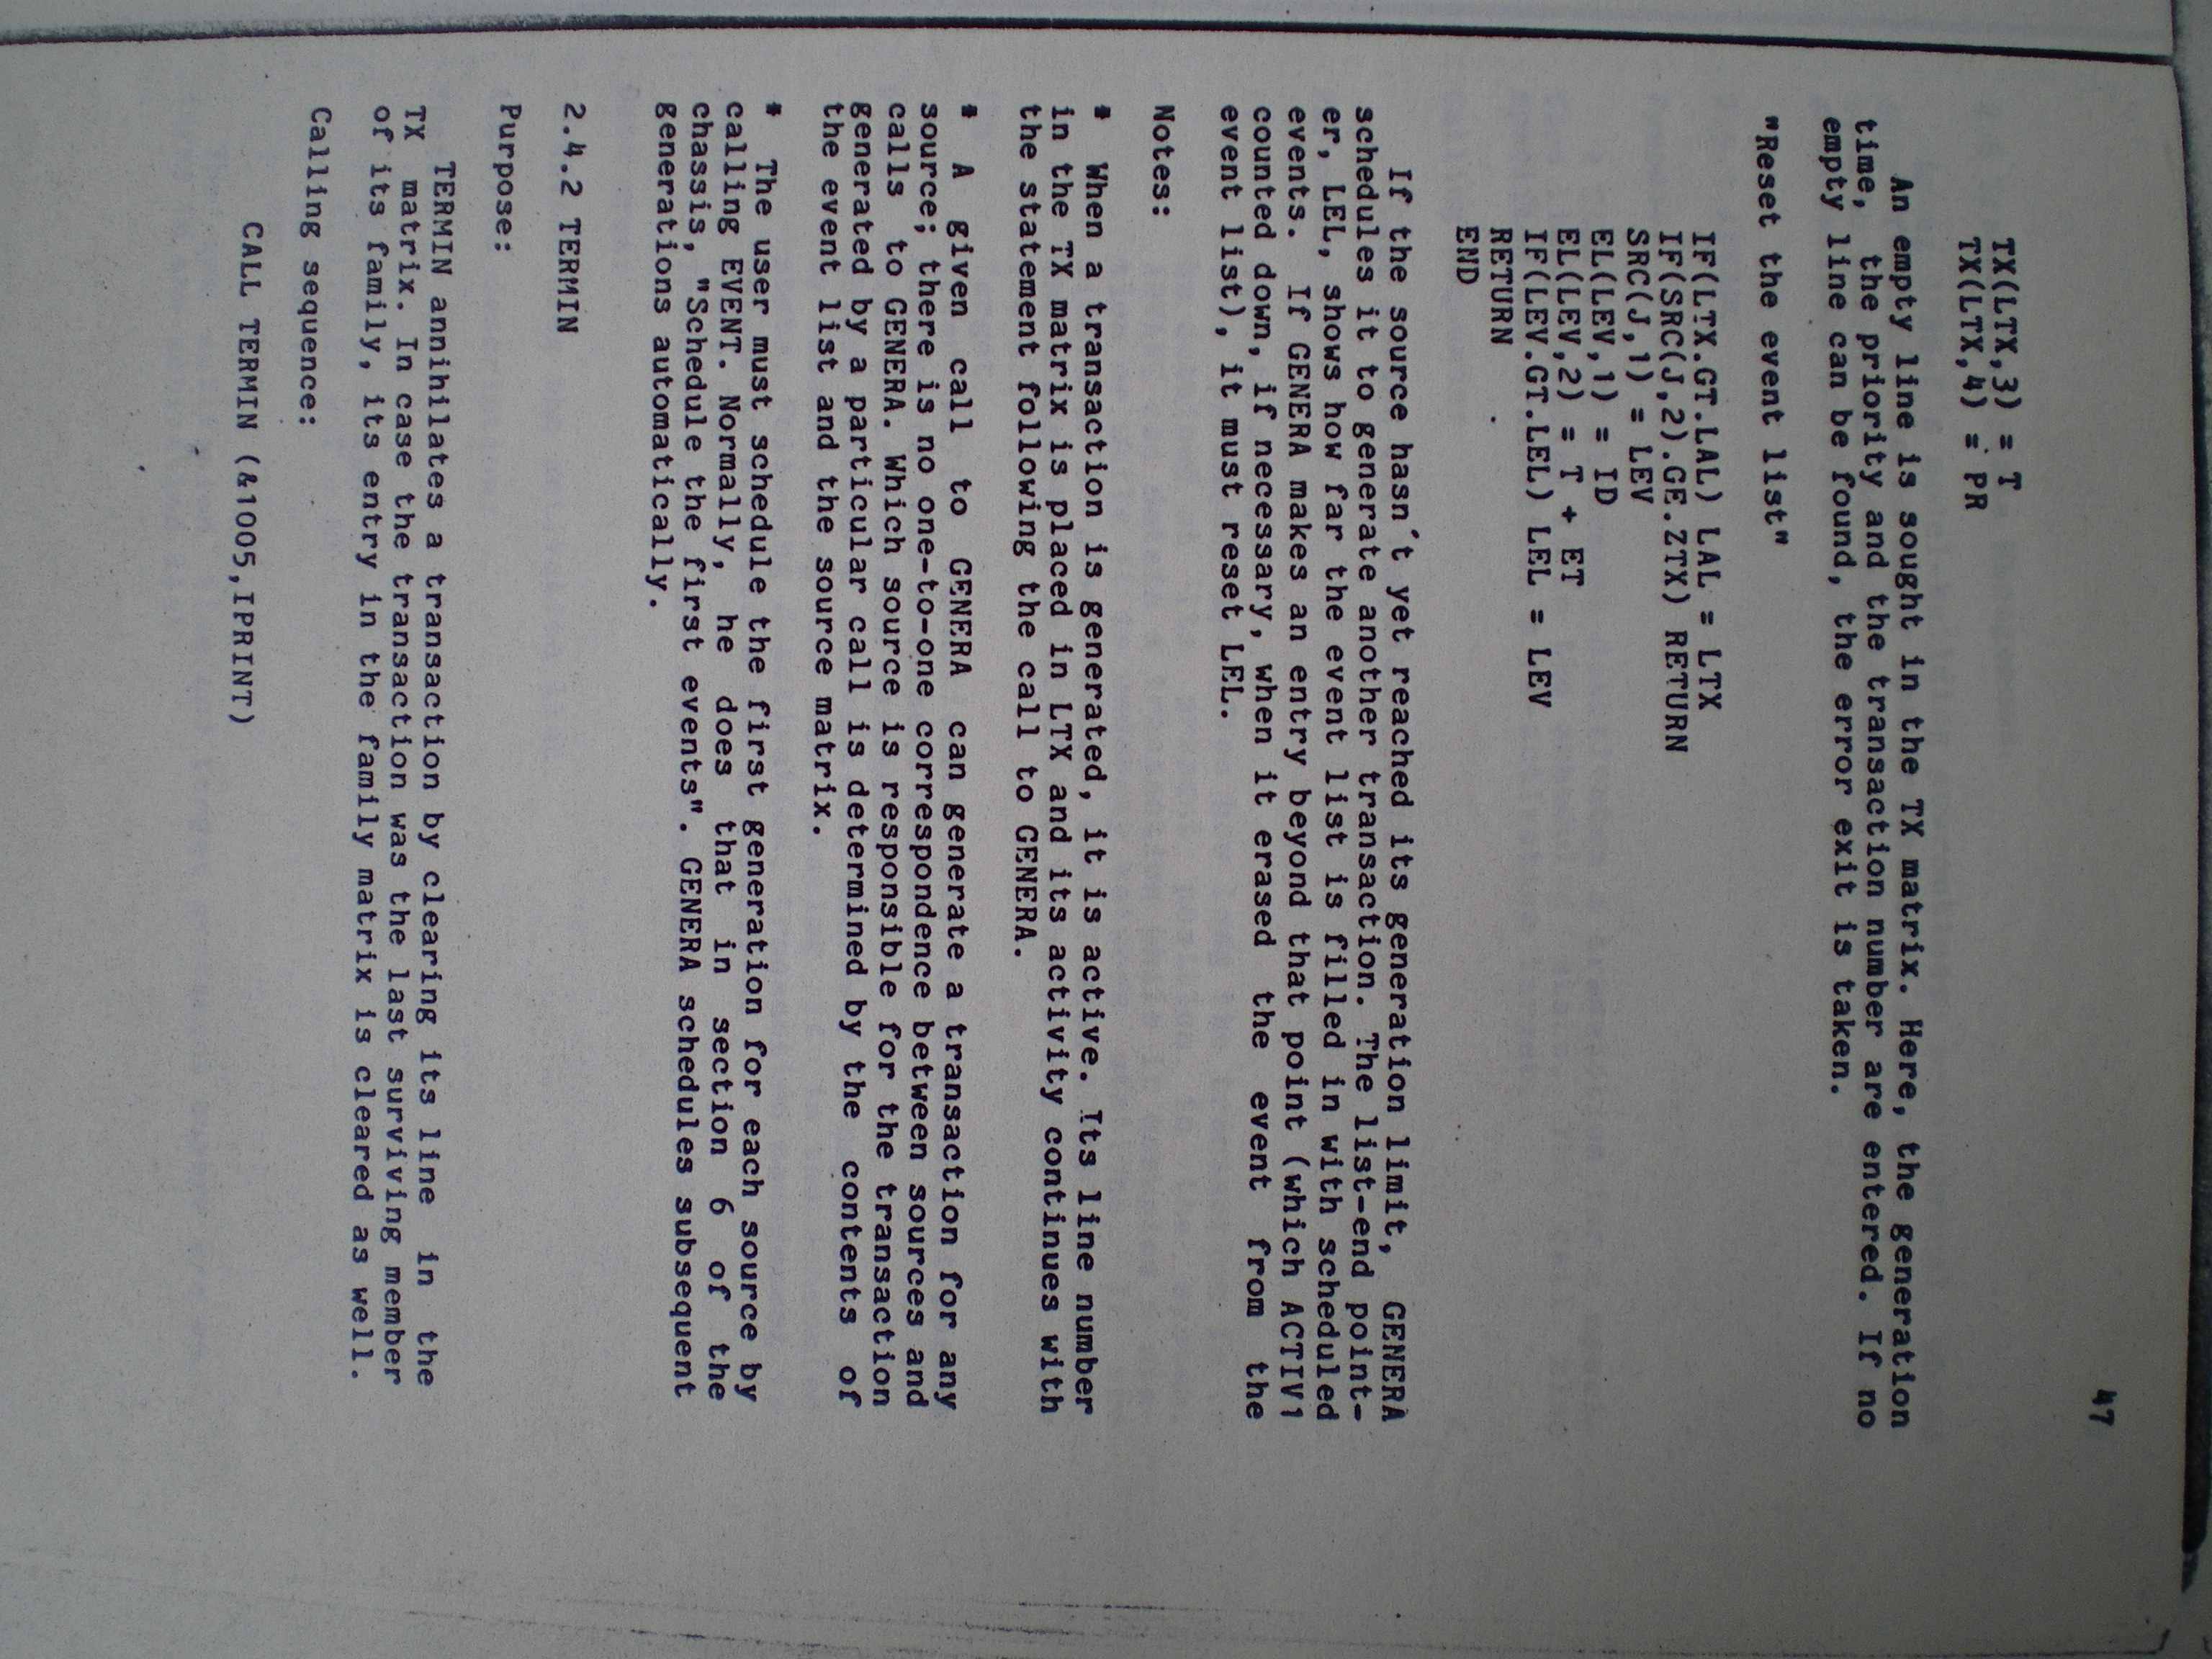 47
TX(LTX,3) = T
TX(LTX,4) = PR
An empty line is sought in the TX matrix. Here, the generation
time, the priority and the transaction number are entered. If no
empty line can be found, the error exit is taken.
"Reset the event list"
IF(LTX.GT.LAL) LAL = LTX
IF(SRC(J,2).GE.ZTX) RETURN
SRC(J,1) = LEV
EL(LEV,1) = ID
EL(LEV,2) = T + ET
IF(LEV.GT.LEL) LEL = LEV
RETURN
END
If the source hasn't yet reached its generation limit, GENERA
schedules it to generate another transaction. The list-end point-
er, LEL, shows how far the event list is filled in with scheduled
events. If GENERA makes an entry beyond that point (which ACTIV1
counted down, if necessary, when it erased the event from the
event list), it must reset LEL.
Notes:
* When a transaction is generated, it is active. Its line number
in the TX matrix is placed in LTX and its activity continues with
the statement following the call to GENERA.
* A given call to GENERA can generate a transaction for any
source; there is no one-to-one correspondence between sources and
calls to GENERA. Which source is responsible for the transaction
generated by a particular call is determined by the contents of
the event list and the source matrix.
* The user must schedule the first generation for each source by
calling EVENT. Normally, he does that in section 6 of the
chassis, "Schedule the first events". GENERA schedules subsequent
generations automatically.
2.4.2 TERMIN
Purpose:
TERMIN annihilates a transaction by clearing its line in the
TX matrix. In case the transaction was the last surviving member
of its family, its entry in the family matrix is cleared as well.
Calling sequence:
CALL TERMIN (&1005,IPRINT)